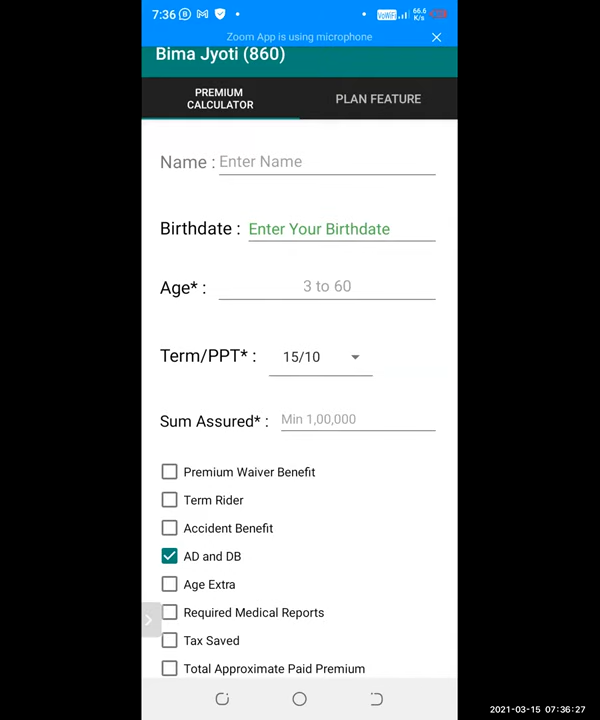 7:36
VoWiFi 66.6 K/s
Zoom App is using microphone
Bima Jyoti (860)
PREMIUM
CALCULATOR
PLAN FEATURE
Name : Enter Name
Birthdate : Enter Your Birthdate
Age* : 3 to 60
Term/PPT* : 15/10
Sum Assured* : Min 1,00,000
Premium Waiver Benefit
Term Rider
Accident Benefit
AD and DB
Age Extra
Required Medical Reports
Tax Saved
Total Approximate Paid Premium
2021-03-15 07:36:27